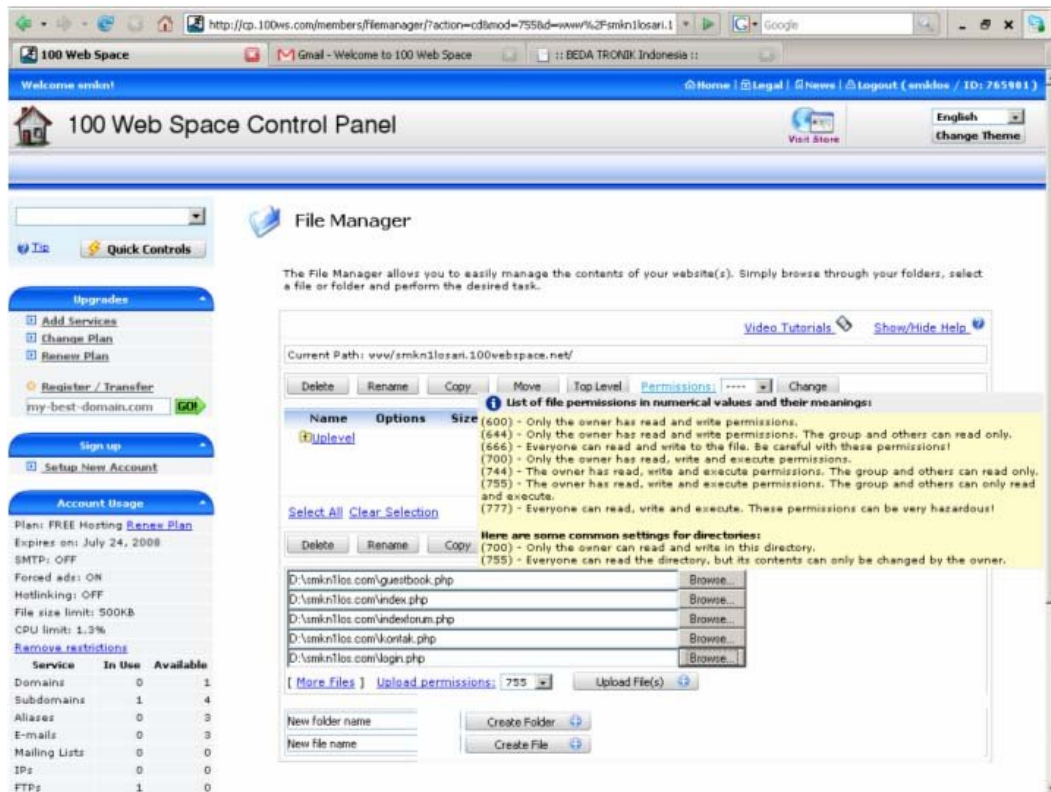 http://cp.100ws.com/members/filemanager/?action=cd&mod=755&d=www%2Fsmkn1losari.1
Google
100 Web Space
Gmail - Welcome to 100 Web Space
:: BEDA TRONIK Indonesia ::
Welcome smkn!
Home | Legal | News | Logout (smklos / ID: 765981)
100 Web Space Control Panel
Visit Store
English
Change Theme
Tip
Quick Controls
File Manager
The File Manager allows you to easily manage the contents of your website(s). Simply browse through your folders, select
a file or folder and perform the desired task.
Upgrades
Add Services
Change Plan
Renew Plan
Register / Transfer
my-best-domain.com GO!
Sign up
Setup New Account
Video Tutorials Show/Hide Help
Current Path: www/smkn1losari.100webspace.net/
Delete Rename Copy Move Top Level Permissions: ---- Change
Name Options Size
Uplevel
List of file permissions in numerical values and their meanings:
(600) - Only the owner has read and write permissions.
(644) - Only the owner has read and write permissions. The group and others can read only.
(666) - Everyone can read and write to the file. Be careful with these permissions!
(700) - Only the owner has read, write and execute permissions.
(744) - The owner has read, write and execute permissions. The group and others can read only.
(755) - The owner has read, write and execute permissions. The group and others can only read
and execute.
(777) - Everyone can read, write and execute. These permissions can be very hazardous!
Here are some common settings for directories:
(700) - Only the owner can read and write in this directory.
(755) - Everyone can read the directory, but its contents can only be changed by the owner.
Select All Clear Selection
Delete Rename Copy
D:\smkn1los.com\guestbook.php Browse...
D:\smkn1los.com\index.php Browse...
D:\smkn1los.com\indexforum.php Browse...
D:\smkn1los.com\kontak.php Browse...
D:\smkn1los.com\login.php Browse...
[ More Files ] Upload permissions: 755 Upload File(s)
New folder name Create Folder
New file name Create File
Account Usage
Plan: FREE Hosting Renew Plan
Expires on: July 24, 2008
SMTP: OFF
Forced ads: ON
Hotlinking: OFF
File size limit: 500KB
CPU limit: 1.3%
Remove restrictions
Service In Use Available
Domains 0 1
Subdomains 1 4
Aliases 0 3
E-mails 0 3
Mailing Lists 0 0
IPs 0 0
FTPs 1 0